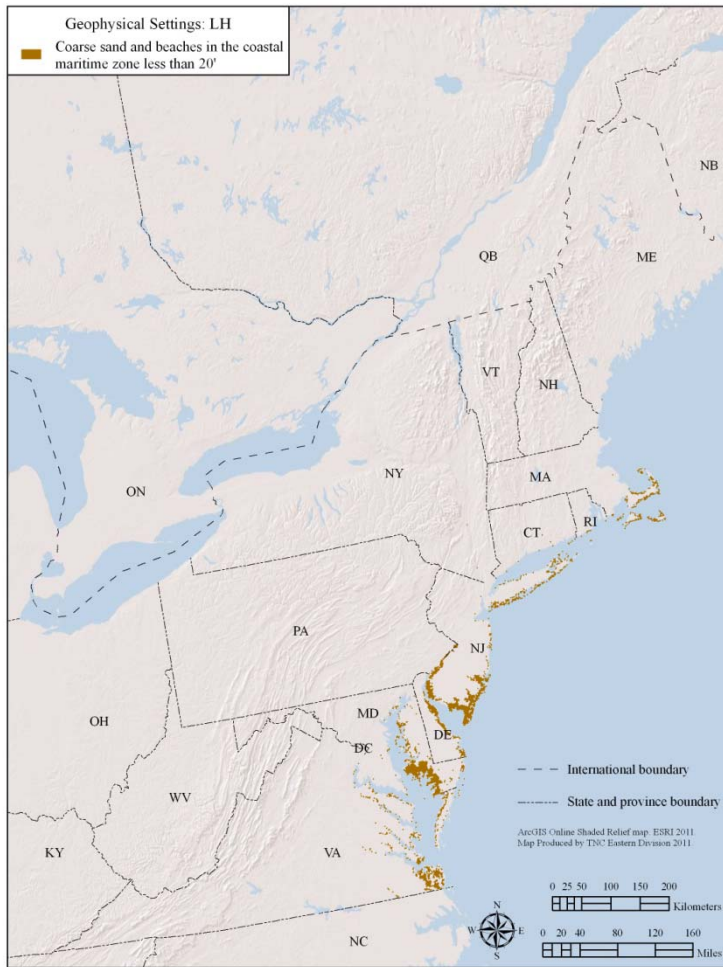 Geophysical Settings: LH
Coarse sand and beaches in the coastal
maritime zone less than 20'
NB
QB
ME
VT
NH
ON
NY
MA
CT
RI
PA
NJ
OH
MD
DE
DC
WV
KY
VA
NC
International boundary
State and province boundary
ArcGIS Online Shaded Relief map. ESRI 2011.
Map Produced by TNC Eastern Division 2011.
0 25 50 100 150 200
Kilometers
N
W E
S
0 20 40 80 120 160
Miles